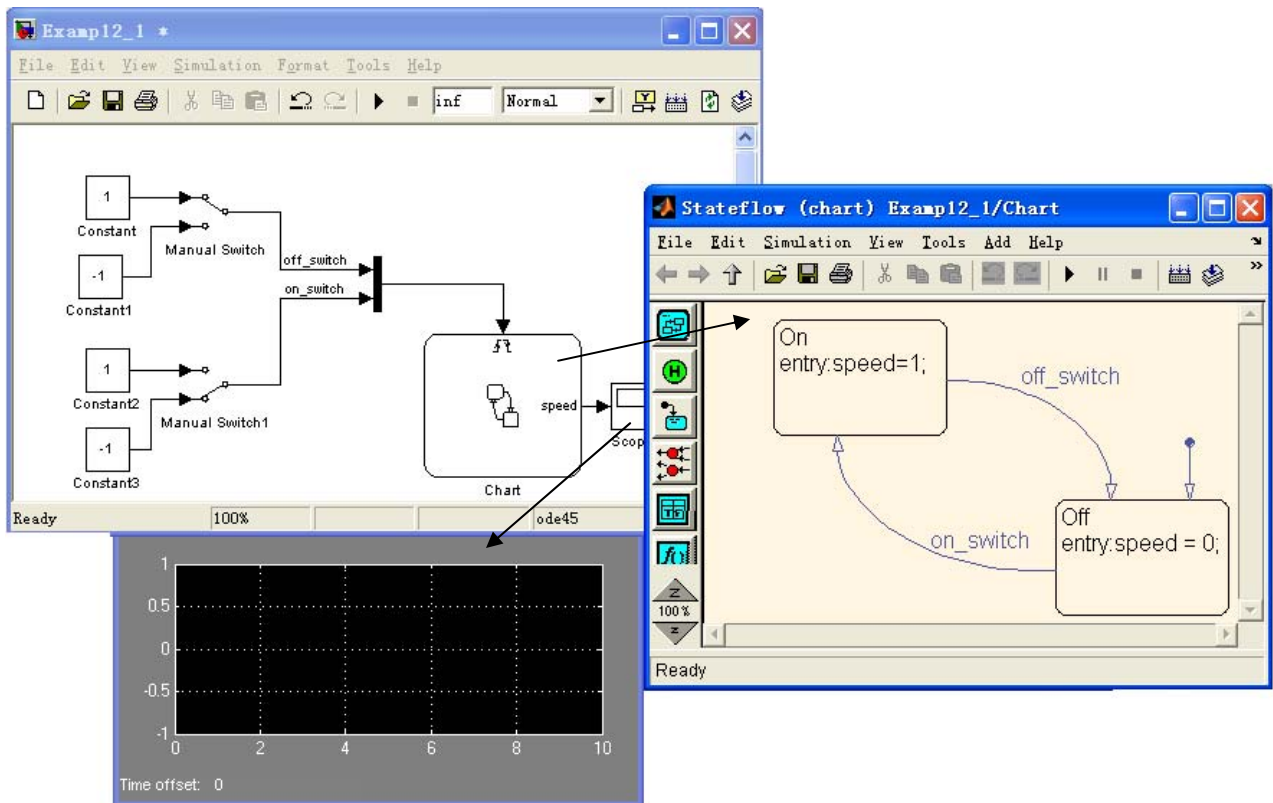 Examp12_1 *
File Edit View Simulation Format Tools Help
inf Normal
1
Constant
-1
Constant1
Manual Switch
off_switch
on_switch
1
Constant2
-1
Constant3
Manual Switch1
speed
Chart
Scop
Ready 100% ode45
Stateflow (chart) Examp12_1/Chart
File Edit Simulation View Tools Add Help
H
f()
Z
100%
z
On
entry:speed=1;
off_switch
on_switch
Off
entry:speed = 0;
Ready
1
0.5
0
-0.5
-1
0 2 4 6 8 10
Time offset: 0